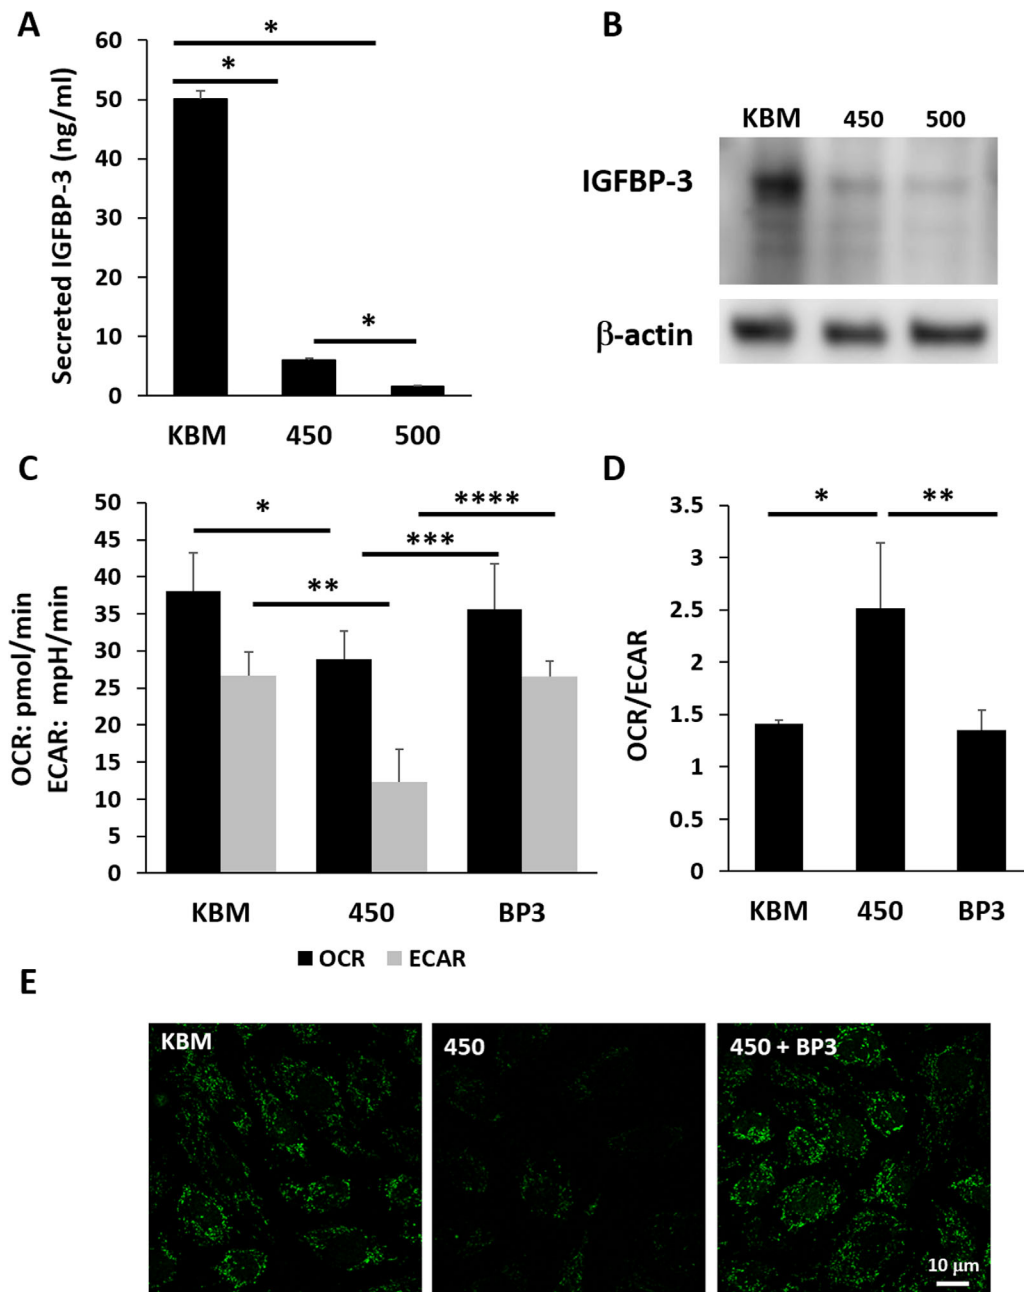 A
Secreted IGFBP-3 (ng/ml)
60
50
40
30
20
10
0
*
*
*
KBM 450 500
B
KBM 450 500
IGFBP-3
β-actin
C
OCR: pmol/min
ECAR: mpH/min
50
45
40
35
30
25
20
15
10
5
0
*
**
***
****
KBM 450 BP3
OCR ECAR
D
OCR/ECAR
3.5
3
2.5
2
1.5
1
0.5
0
* **
KBM 450 BP3
E
KBM
450
450 + BP3
10 μm